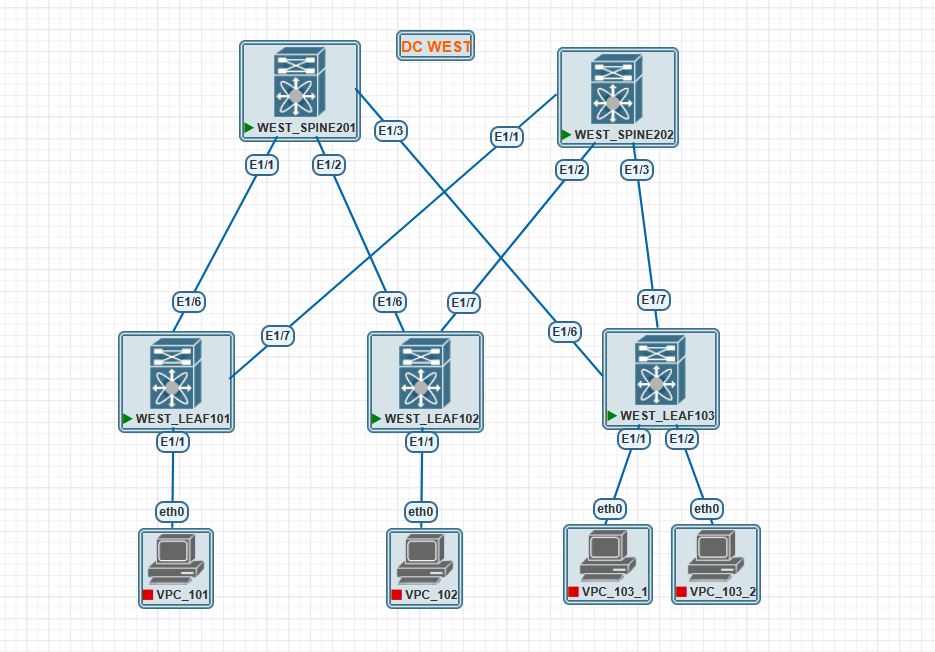 DC WEST
WEST_SPINE201
WEST_SPINE202
E1/3
E1/1
E1/1
E1/2
E1/2
E1/3
E1/6
E1/6
E1/7
E1/7
E1/7
E1/6
WEST_LEAF101
WEST_LEAF102
WEST_LEAF103
E1/1
E1/1
E1/1
E1/2
eth0
eth0
eth0
eth0
VPC_101
VPC_102
VPC_103_1
VPC_103_2